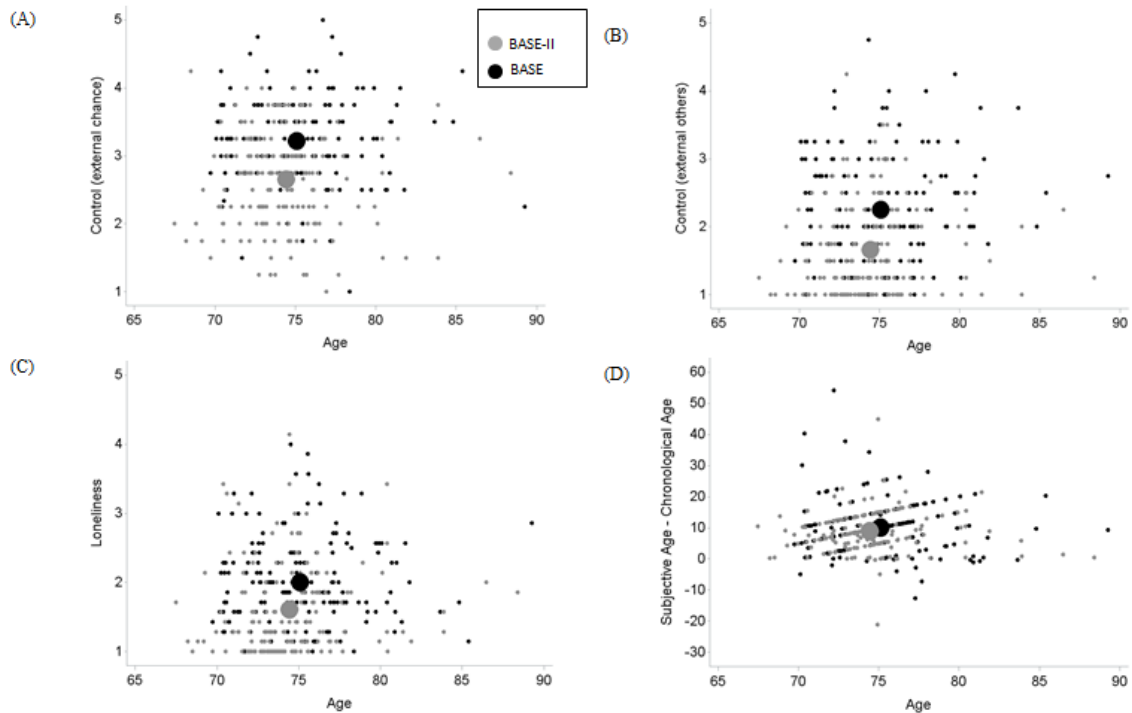 (A)
Control (external chance)
5
4
3
2
1
65 70 75 80 85 90
Age
BASE-II
BASE
(B)
Control (external others)
5
4
3
2
1
65 70 75 80 85 90
Age
(C)
Loneliness
5
4
3
2
1
65 70 75 80 85 90
Age
(D)
Subjective Age - Chronological Age
60
50
40
30
20
10
0
-10
-20
-30
65 70 75 80 85 90
Age